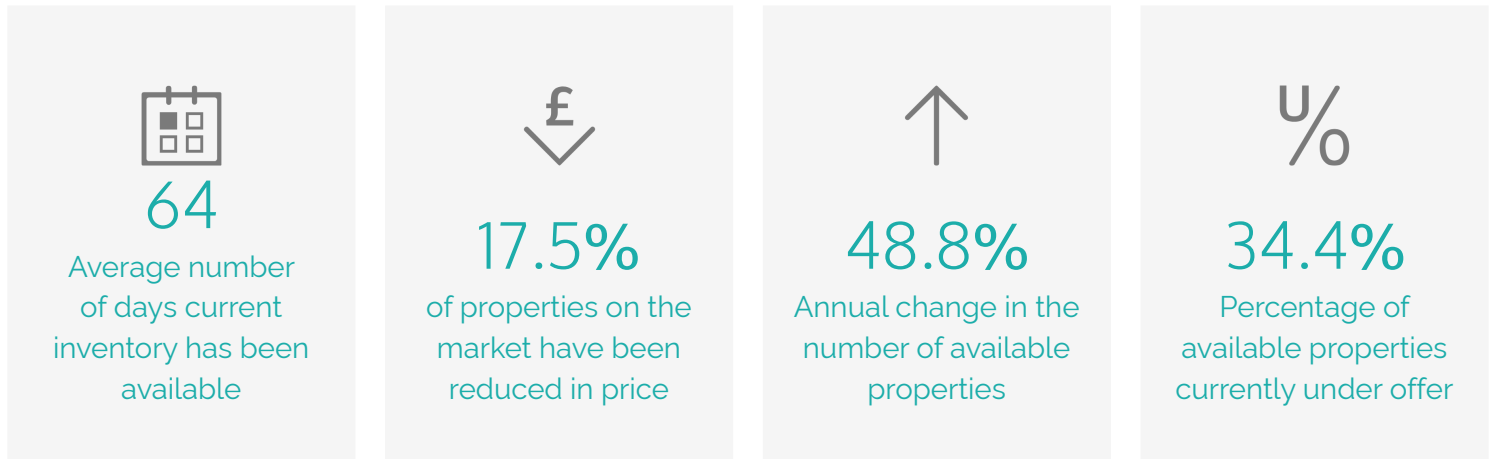 64
Average number
of days current
inventory has been
available
£
17.5%
of properties on the
market have been
reduced in price
48.8%
Annual change in the
number of available
properties
U%
34.4%
Percentage of
available properties
currently under offer